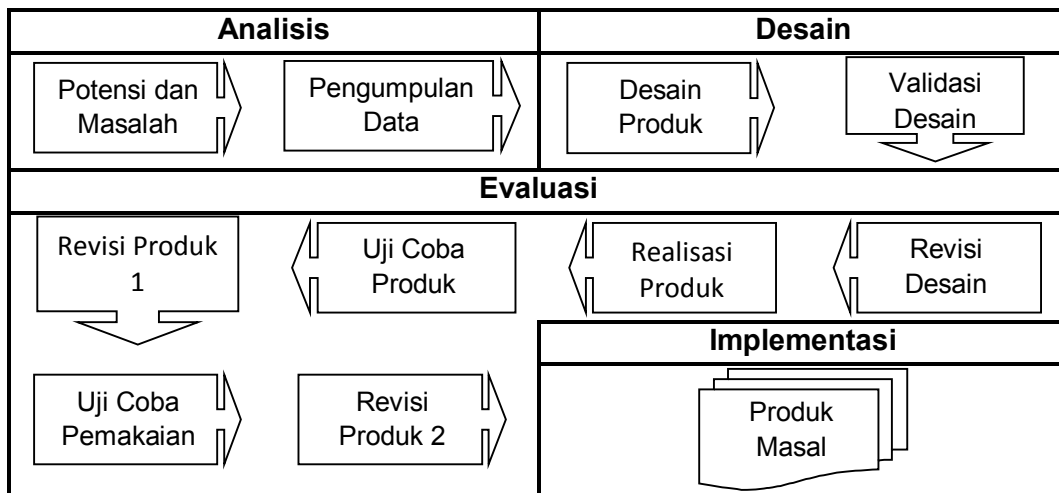 Analisis
Desain
Potensi dan
Masalah
Pengumpulan
Data
Desain
Produk
Validasi
Desain
Evaluasi
Revisi Produk
1
Uji Coba
Produk
Realisasi
Produk
Revisi
Desain
Implementasi
Uji Coba
Pemakaian
Revisi
Produk 2
Produk
Masal